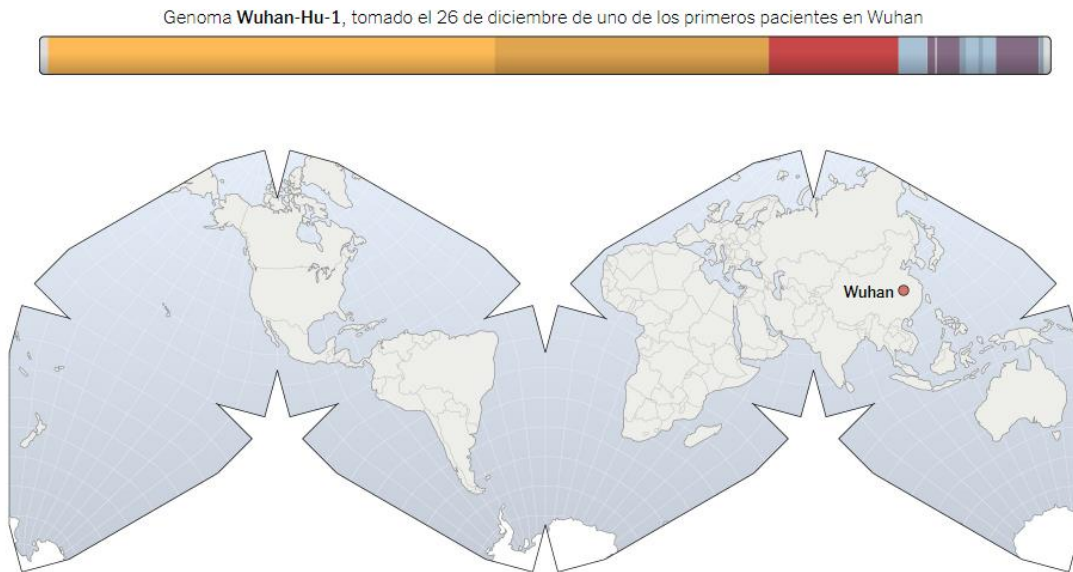 Genoma Wuhan-Hu-1, tomado el 26 de diciembre de uno de los primeros pacientes en Wuhan
Wuhan